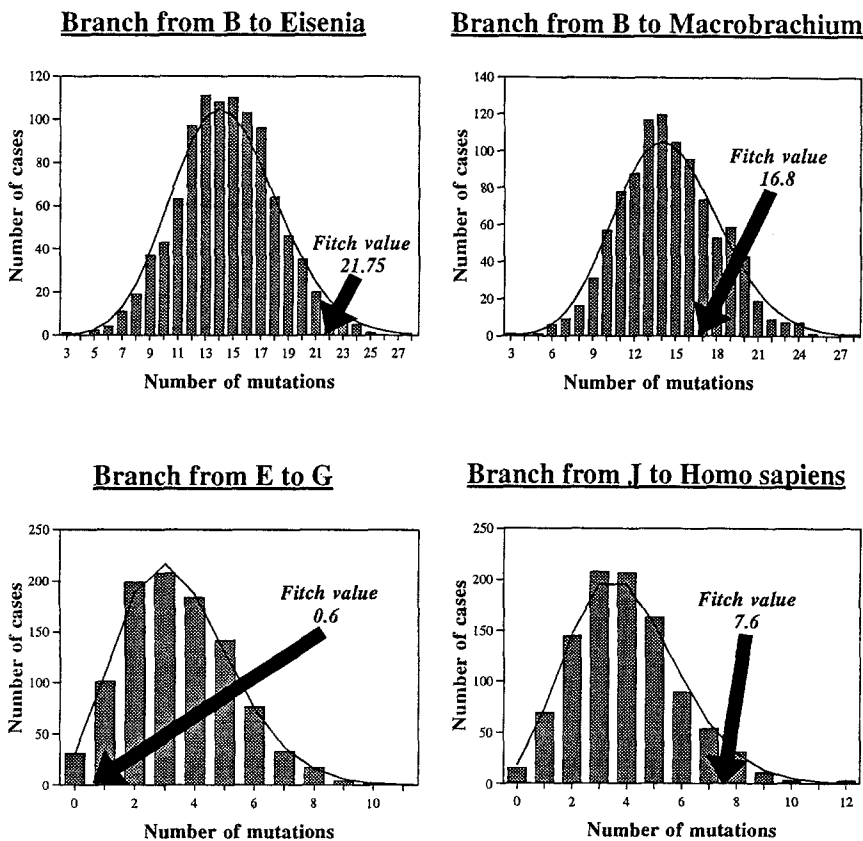 Branch from B to Eisenia
Number of cases
120
100
80
60
40
20
0
Fitch value
21.75
3 5 7 9 11 13 15 17 19 21 23 25 27
Number of mutations
Branch from B to Macrobrachium
Number of cases
140
120
100
80
60
40
20
0
Fitch value
16.8
3 6 9 12 15 18 21 24 27
Number of mutations
Branch from E to G
Number of cases
250
200
150
100
50
0
Fitch value
0.6
0 2 4 6 8 10
Number of mutations
Branch from J to Homo sapiens
Number of cases
250
200
150
100
50
0
Fitch value
7.6
0 2 4 6 8 10 12
Number of mutations